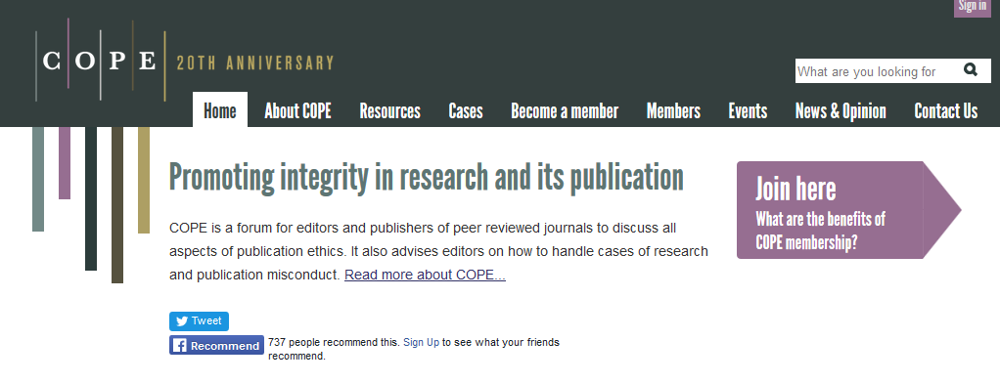 Sign in
COPE 20TH ANNIVERSARY
What are you looking for
Home About COPE Resources Cases Become a member Members Events News & Opinion Contact Us
Promoting integrity in research and its publication
COPE is a forum for editors and publishers of peer reviewed journals to discuss all
aspects of publication ethics. It also advises editors on how to handle cases of research
and publication misconduct. Read more about COPE...
Join here
What are the benefits of
COPE membership?
Tweet
Recommend 737 people recommend this. Sign Up to see what your friends
recommend.